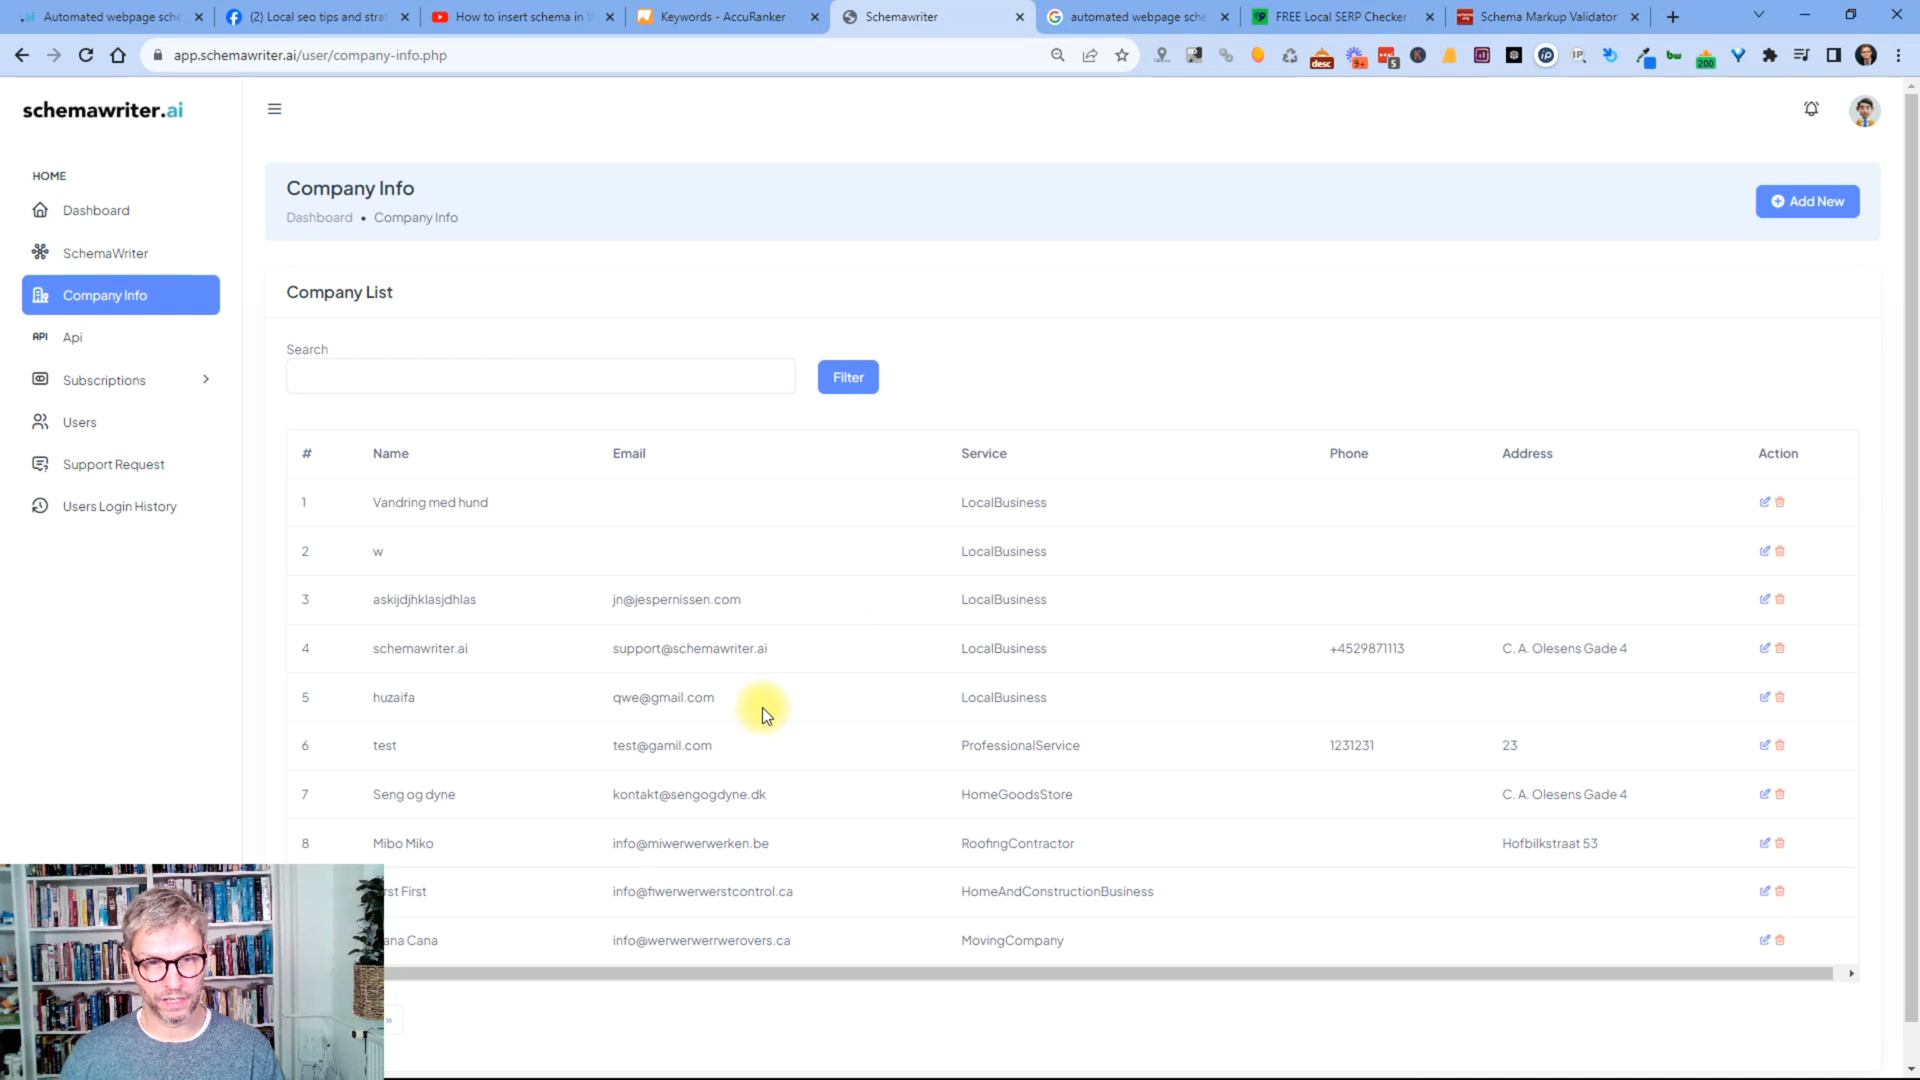 Automated webpage sche
(2) Local seo tips and stra
How to insert schema in
Keywords - AccuRanker
Schemawriter
automated webpage sche
FREE Local SERP Checker
Schema Markup Validator
app.schemawriter.ai/user/company-info.php
desc
9+
5
200
schemawriter.ai
HOME
Dashboard
SchemaWriter
Company Info
API Api
Subscriptions
Users
Support Request
Users Login History
Company Info
Dashboard • Company Info
Add New
Company List
Search
Filter
# Name Email Service Phone Address Action
1 Vandring med hund LocalBusiness
2 w LocalBusiness
3 askijdjhklasjdhlas jn@jespernissen.com LocalBusiness
4 schemawriter.ai support@schemawriter.ai LocalBusiness +4529871113 C. A. Olesens Gade 4
5 huzaifa qwe@gmail.com LocalBusiness
6 test test@gamil.com ProfessionalService 1231231 23
7 Seng og dyne kontakt@sengogdyne.dk HomeGoodsStore C. A. Olesens Gade 4
8 Mibo Miko info@miwerwerwerken.be RoofingContractor Hofbilkstraat 53
rst First info@fiwerwerwerstcontrol.ca HomeAndConstructionBusiness
ana Cana info@werwerwerrwerovers.ca MovingCompany
»